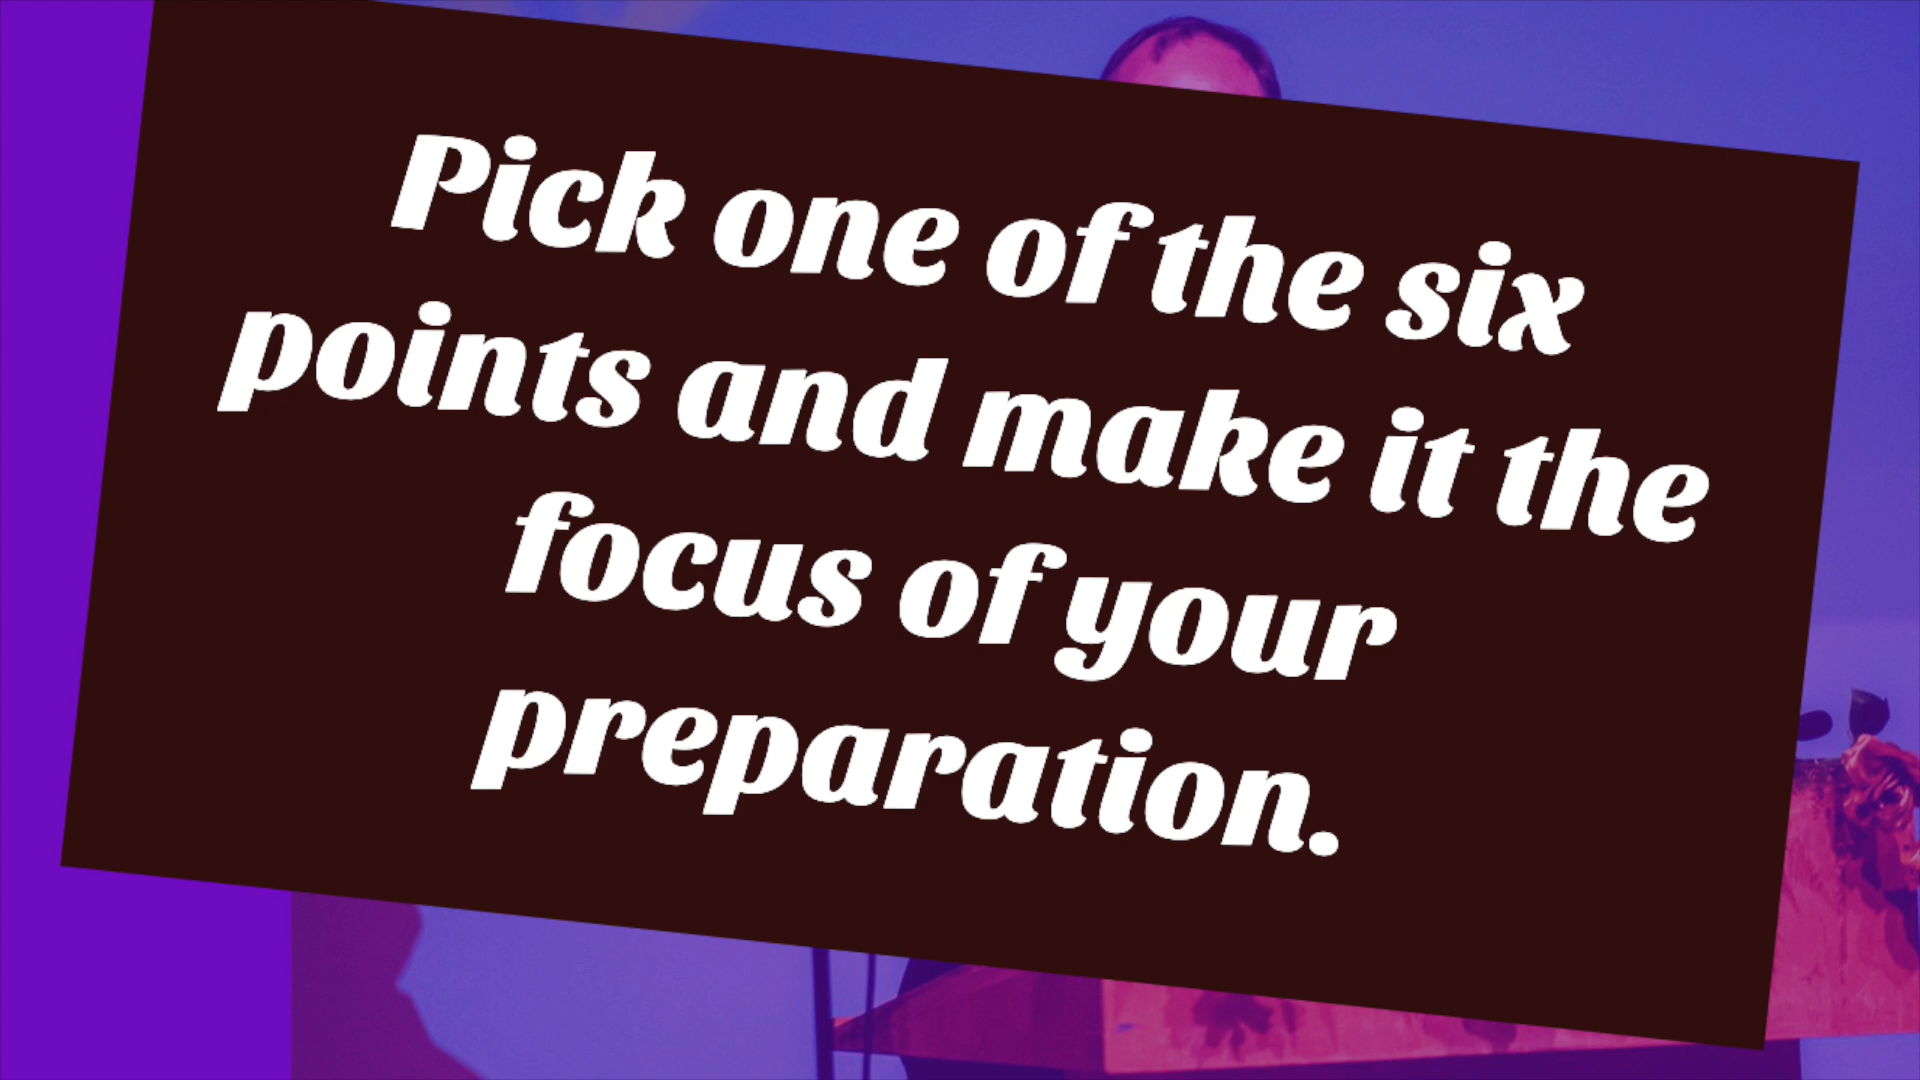 Pick one of the six
points and make it the
focus of your
preparation.